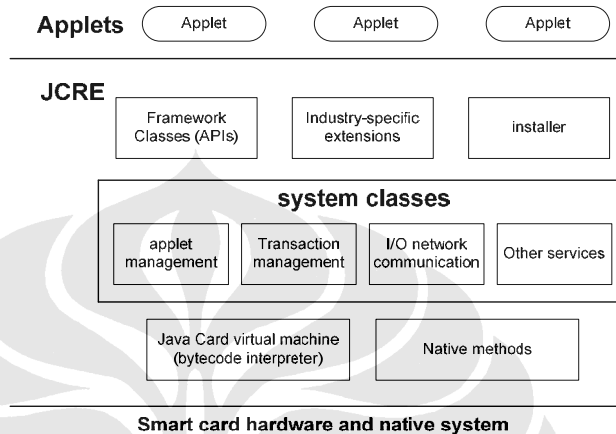 Applets
Applet
Applet
Applet
JCRE
Framework
Classes (APIs)
Industry-specific
extensions
installer
system classes
applet
management
Transaction
management
I/O network
communication
Other services
Java Card virtual machine
(bytecode interpreter)
Native methods
Smart card hardware and native system